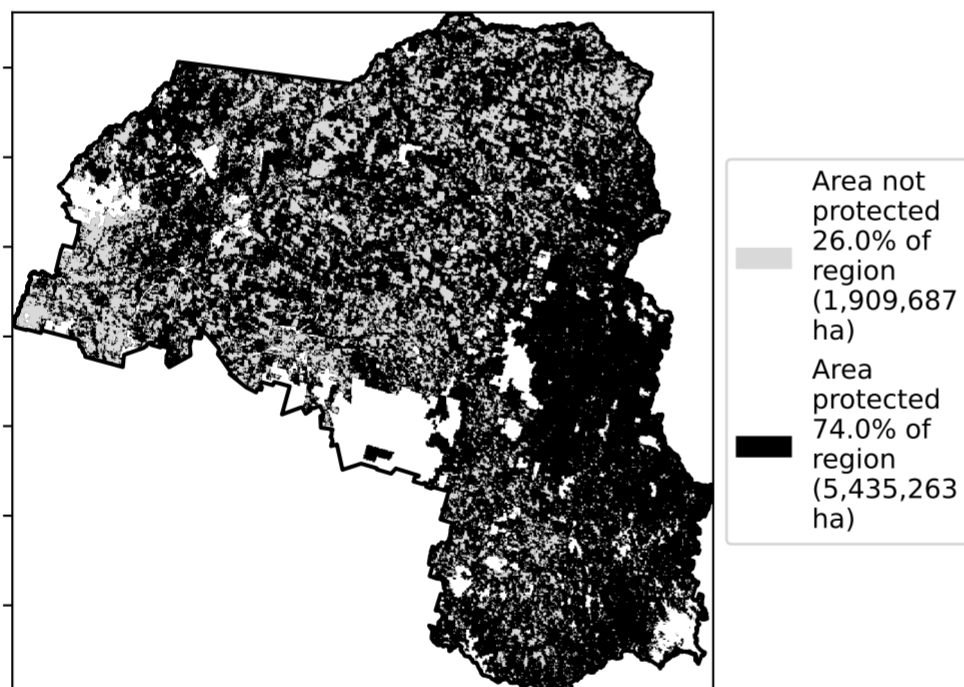 Area not
protected
26.0% of
region
(1,909,687
ha)
Area
protected
74.0% of
region
(5,435,263
ha)